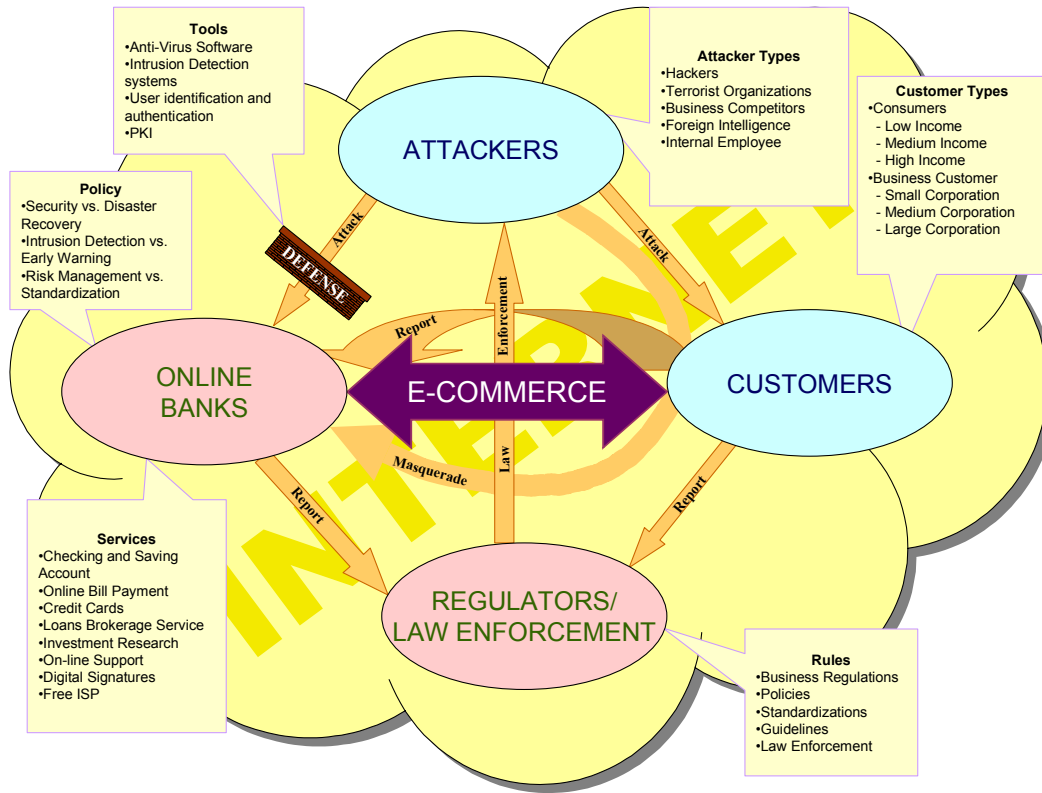 Tools
•Anti-Virus Software
•Intrusion Detection
systems
•User identification and
authentication
•PKI
Attacker Types
•Hackers
•Terrorist Organizations
•Business Competitors
•Foreign Intelligence
•Internal Employee
Customer Types
•Consumers
- Low Income
- Medium Income
- High Income
•Business Customer
- Small Corporation
- Medium Corporation
- Large Corporation
ATTACKERS
Policy
•Security vs. Disaster
Recovery
•Intrusion Detection vs.
Early Warning
•Risk Management vs.
Standardization
Attack
DEFENSE
Attack
Report
Enforcement
ONLINE
BANKS
E-COMMERCE
CUSTOMERS
Masquerade
Law
Report
Report
INTERNET
Services
•Checking and Saving
Account
•Online Bill Payment
•Credit Cards
•Loans Brokerage Service
•Investment Research
•On-line Support
•Digital Signatures
•Free ISP
REGULATORS/
LAW ENFORCEMENT
Rules
•Business Regulations
•Policies
•Standardizations
•Guidelines
•Law Enforcement